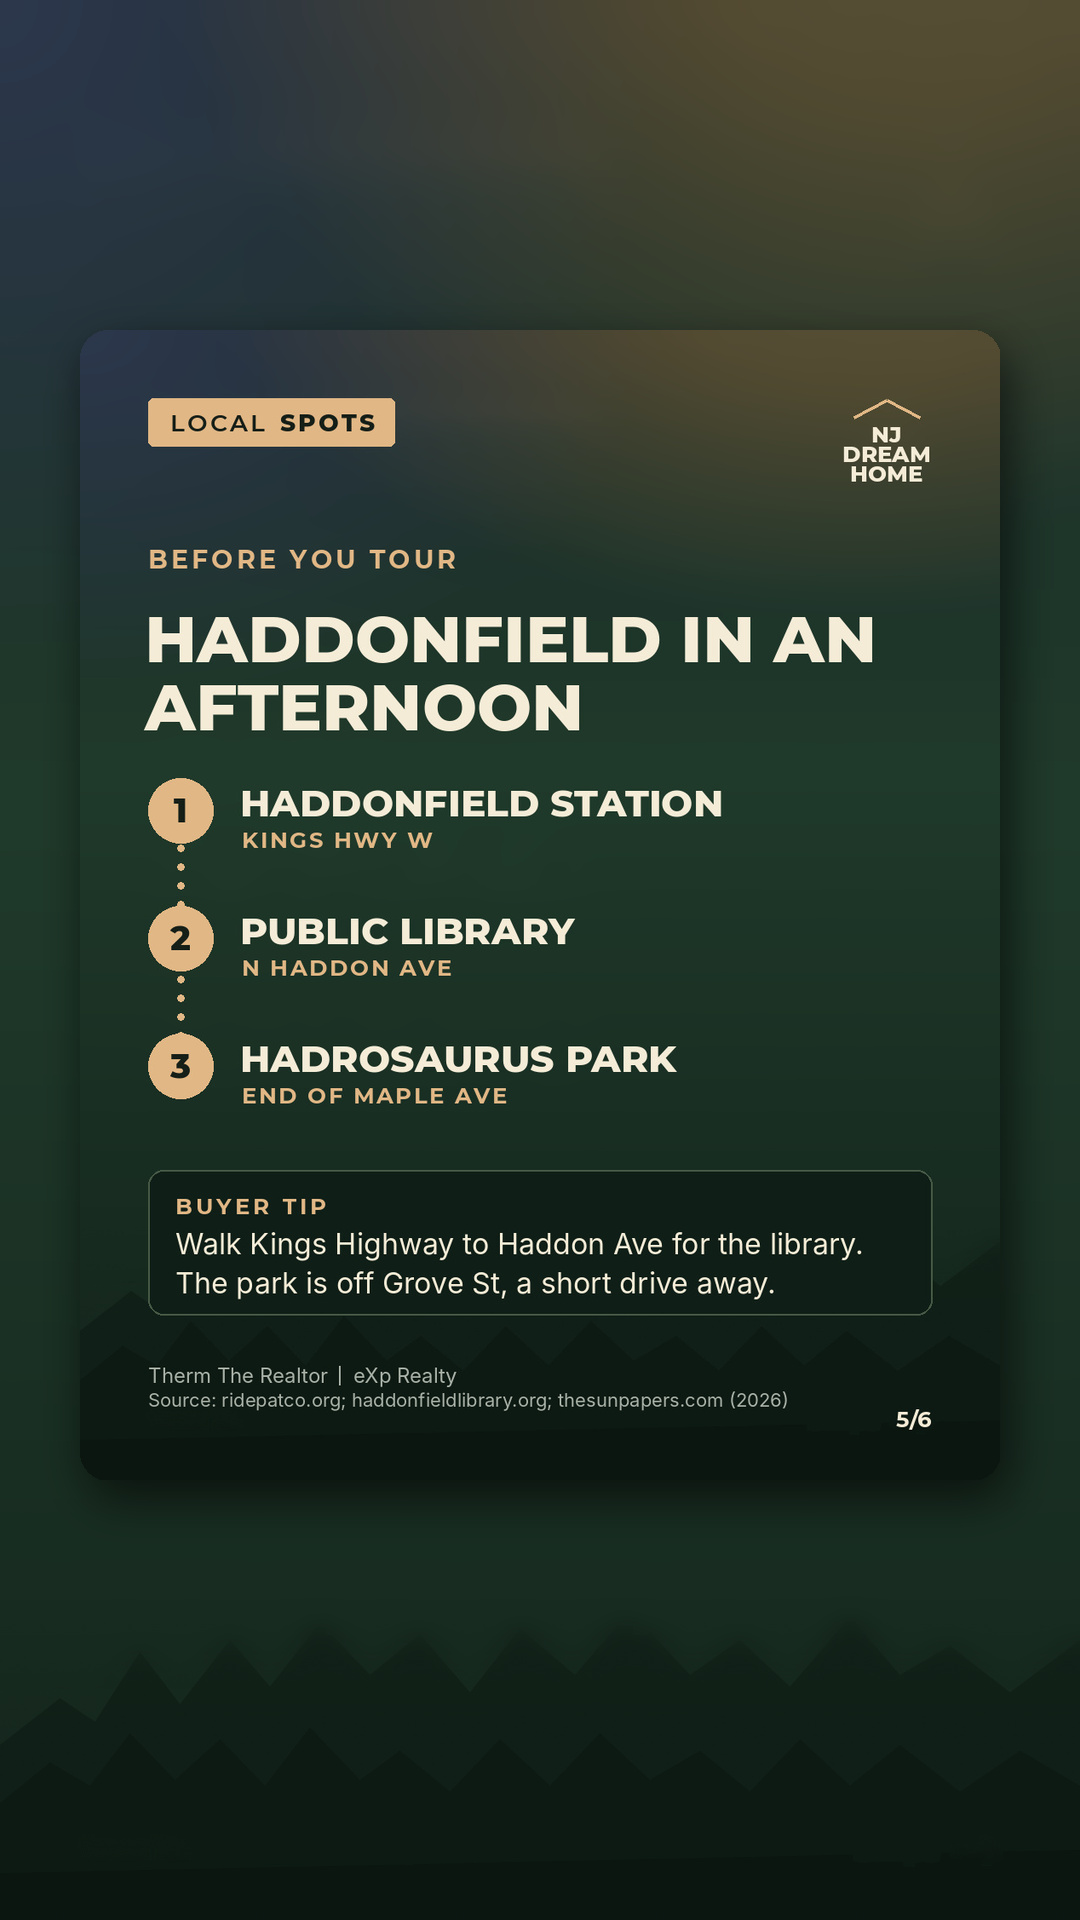 LOCAL SPOTS
NJ
DREAM
HOME
BEFORE YOU TOUR
HADDONFIELD IN AN
AFTERNOON
1
HADDONFIELD STATION
KINGS HWY W
2
PUBLIC LIBRARY
N HADDON AVE
3
HADROSAURUS PARK
END OF MAPLE AVE
BUYER TIP
Walk Kings Highway to Haddon Ave for the library.
The park is off Grove St, a short drive away.
Therm The Realtor | eXp Realty
Source: ridepatco.org; haddonfieldlibrary.org; thesunpapers.com (2026)
5/6